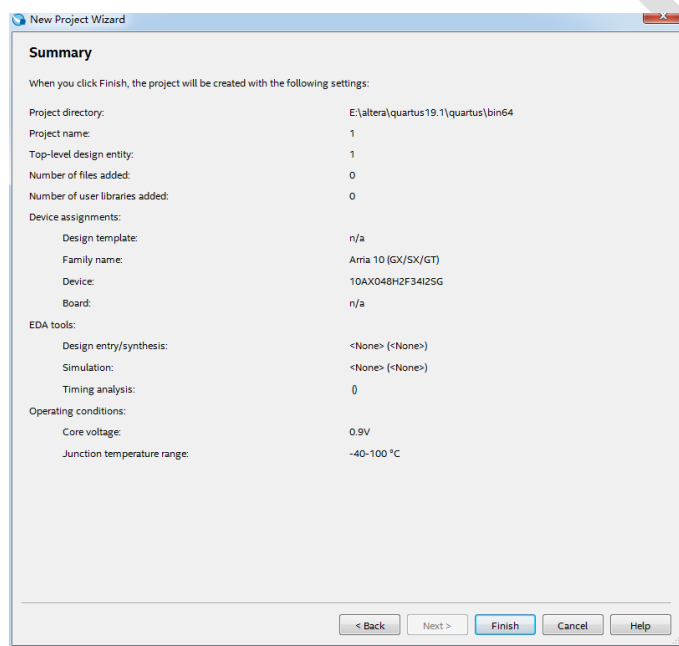 New Project Wizard
Summary
When you click Finish, the project will be created with the following settings:
Project directory: E:\altera\quartus19.1\quartus\bin64
Project name: 1
Top-level design entity: 1
Number of files added: 0
Number of user libraries added: 0
Device assignments:
Design template: n/a
Family name: Arria 10 (GX/SX/GT)
Device: 10AX048H2F34I2SG
Board: n/a
EDA tools:
Design entry/synthesis: <None> (<None>)
Simulation: <None> (<None>)
Timing analysis: ()
Operating conditions:
Core voltage: 0.9V
Junction temperature range: -40-100 °C
< Back Next > Finish Cancel Help